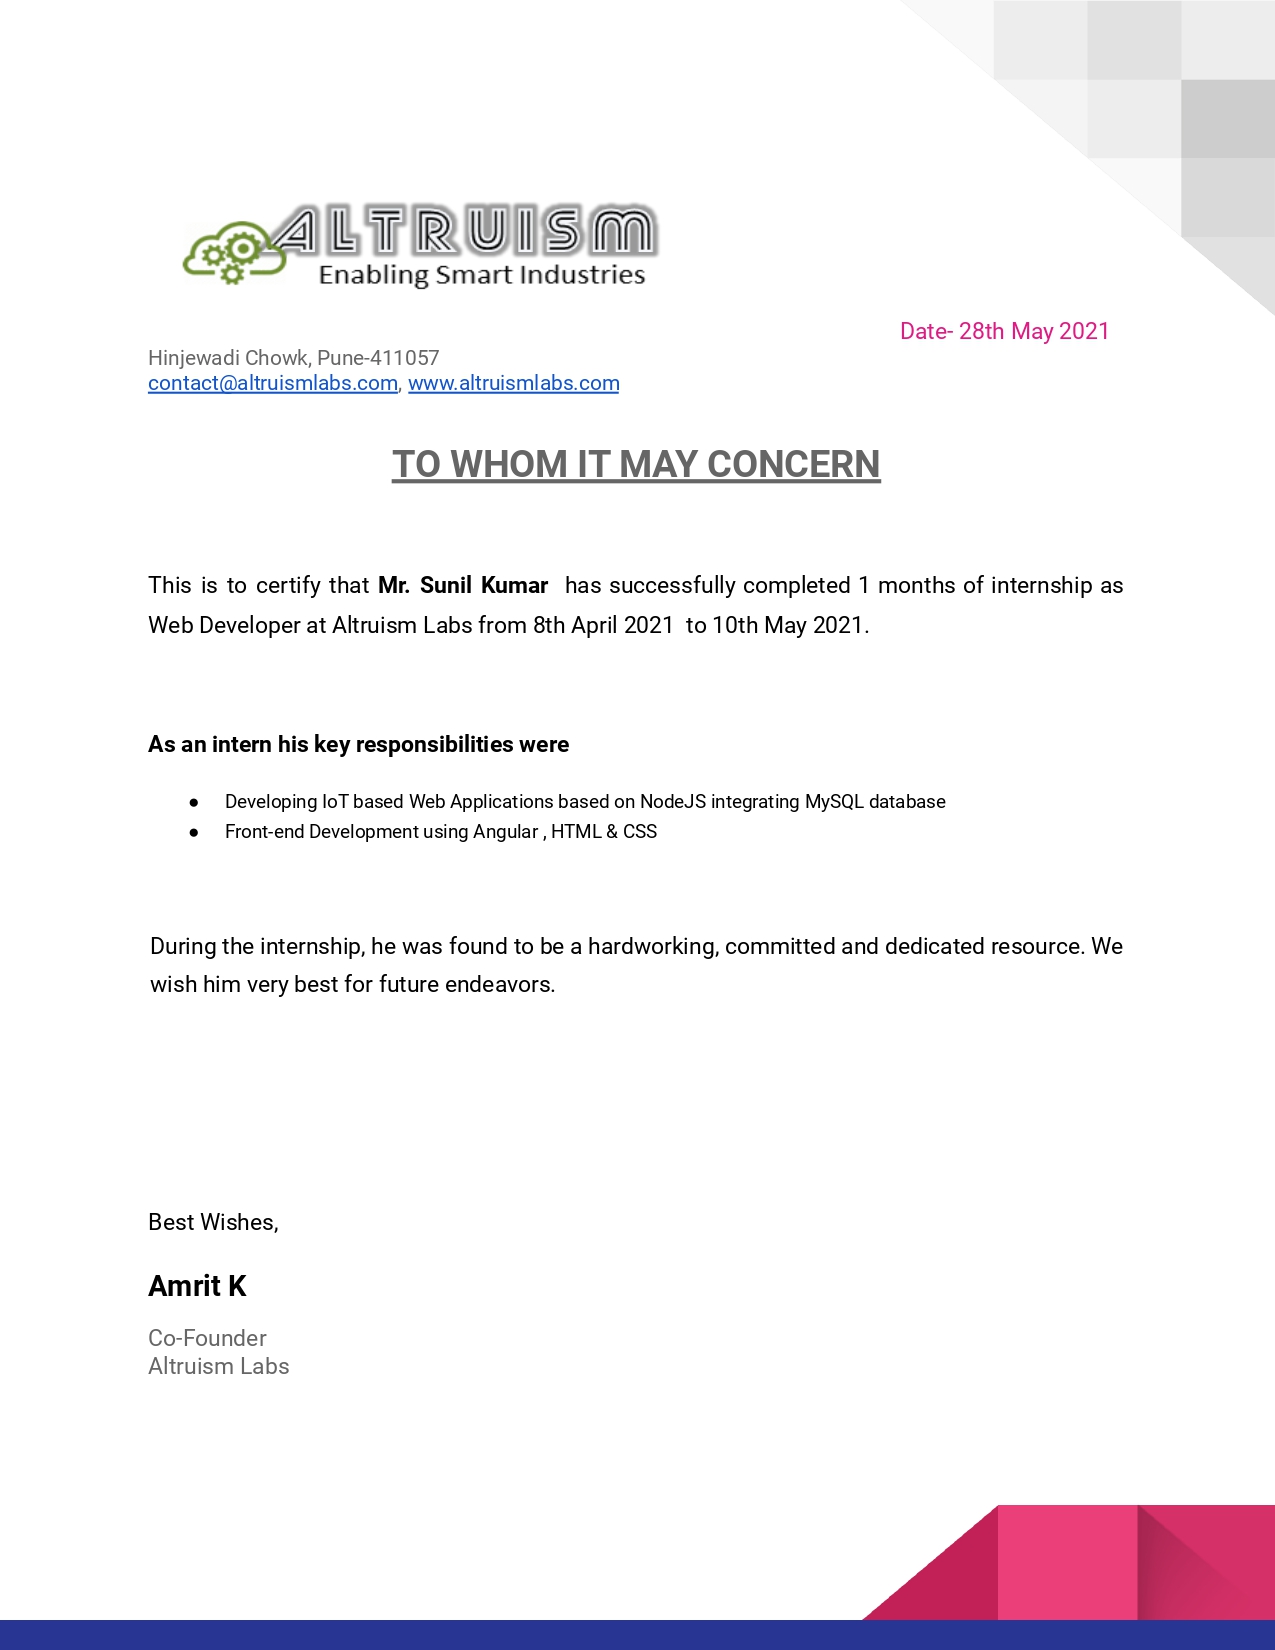 ALTRUISM
Enabling Smart Industries
Date- 28th May 2021
Hinjewadi Chowk, Pune-411057
contact@altruismlabs.com, www.altruismlabs.com
TO WHOM IT MAY CONCERN
This is to certify that Mr. Sunil Kumar has successfully completed 1 months of internship as
Web Developer at Altruism Labs from 8th April 2021 to 10th May 2021.
As an intern his key responsibilities were
● Developing IoT based Web Applications based on NodeJS integrating MySQL database
● Front-end Development using Angular , HTML & CSS
During the internship, he was found to be a hardworking, committed and dedicated resource. We
wish him very best for future endeavors.
Best Wishes,
Amrit K
Co-Founder
Altruism Labs